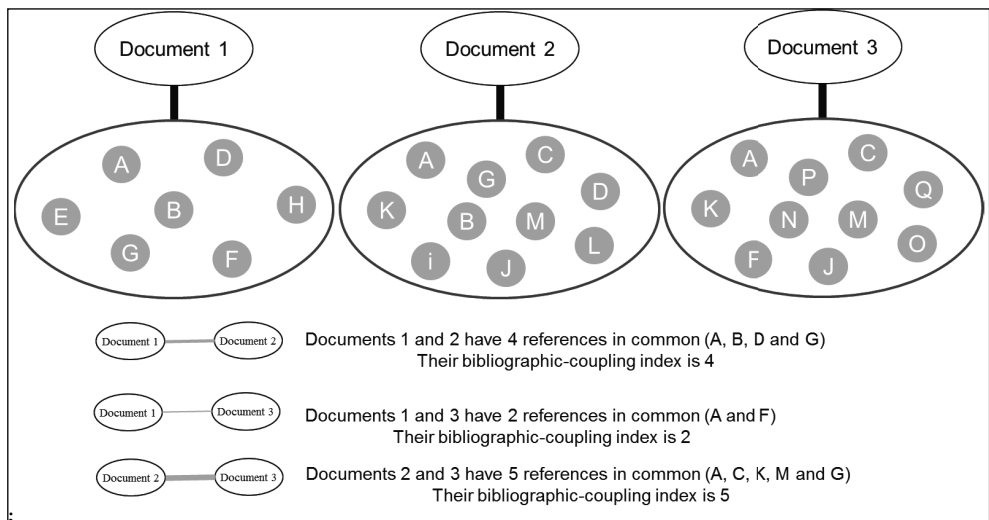 Document 1
Document 2
Document 3
A
D
E
B
H
G
F
A
G
C
D
K
B
M
L
i
J
A
P
C
Q
K
N
M
O
F
J
Document 1
Document 2
Documents 1 and 2 have 4 references in common (A, B, D and G)
Their bibliographic-coupling index is 4
Document 1
Document 3
Documents 1 and 3 have 2 references in common (A and F)
Their bibliographic-coupling index is 2
Document 2
Document 3
Documents 2 and 3 have 5 references in common (A, C, K, M and G)
Their bibliographic-coupling index is 5